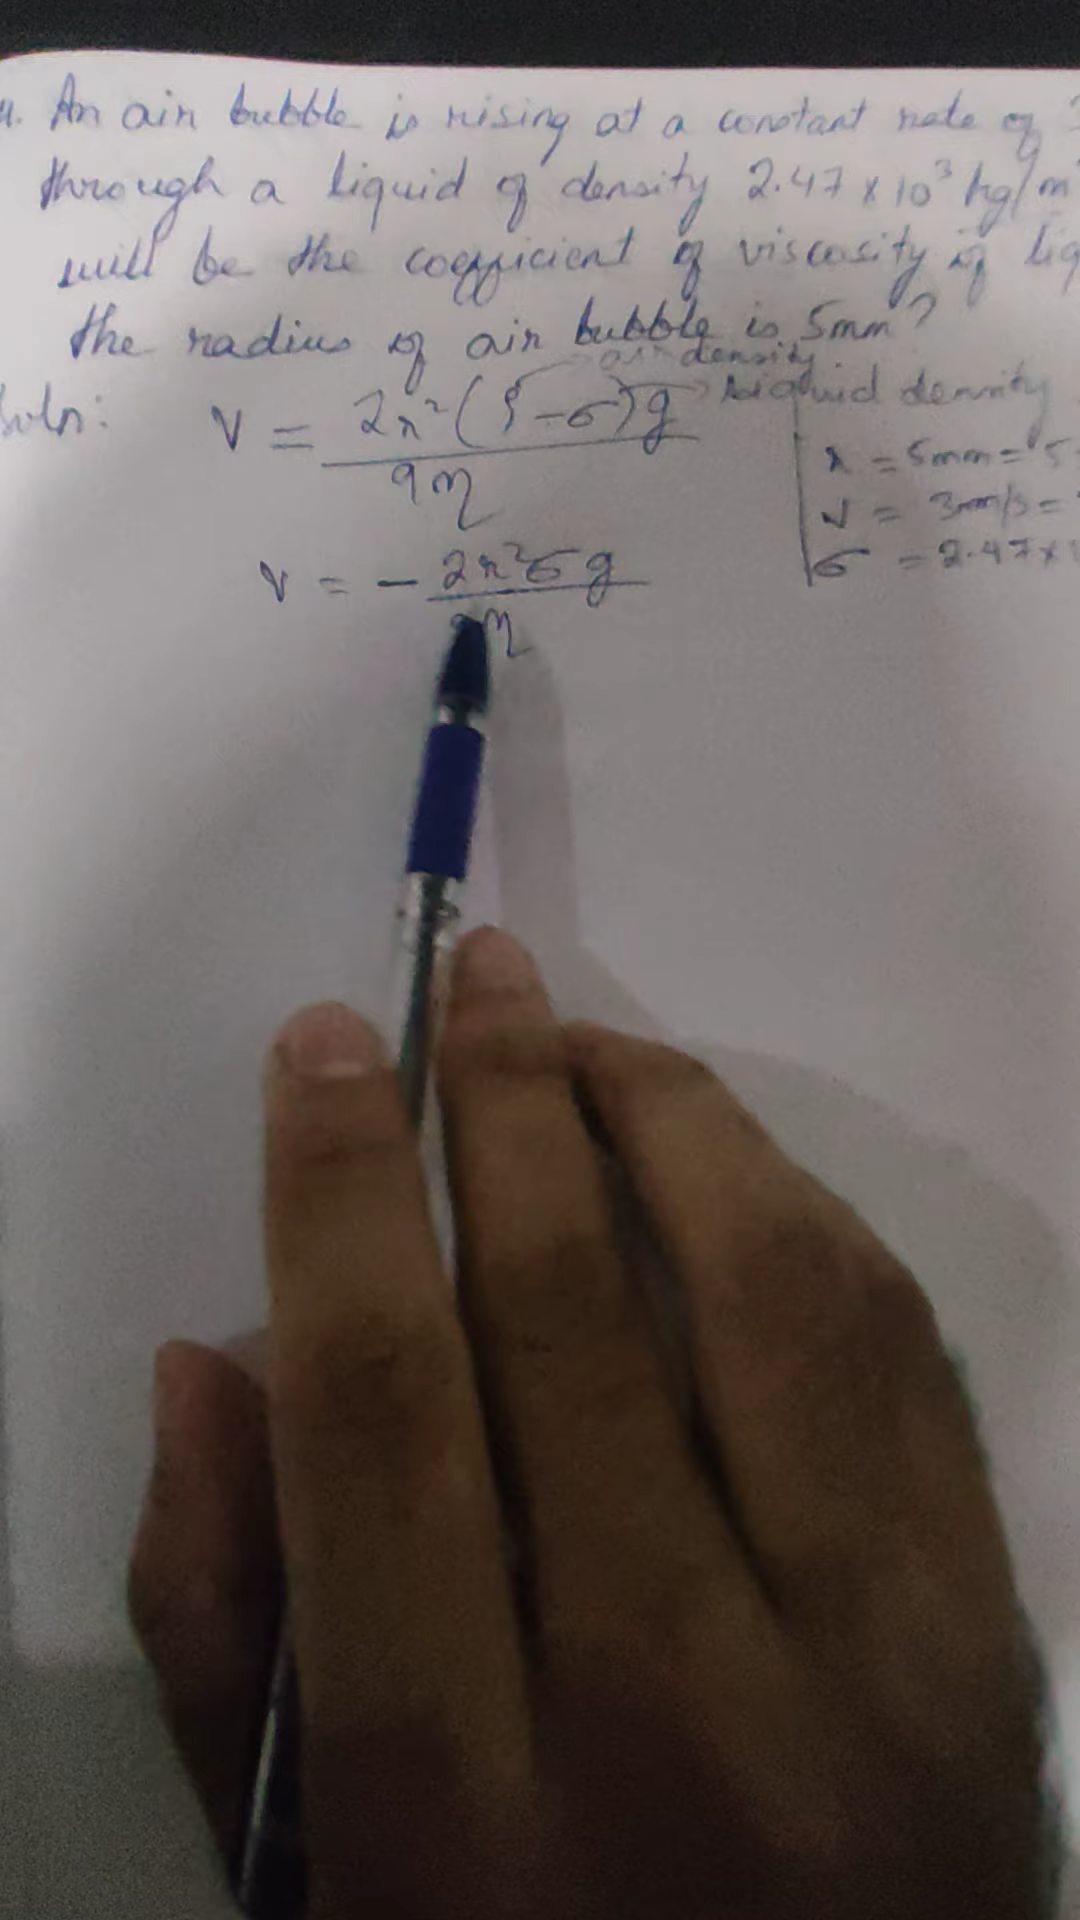 An air bubble is rising at a constant rate of
through a liquid of density 2.47 x 10³ kg/m
will be the coefficient of viscosity of liq
the radius of air bubble is 5mm?
air density
Soln: V = 2r²(ρ-σ)g / 9η
Liquid density
r = 5mm = 5
V = 3mm/s =
σ = 2.47 x
V = - 2r²σg / 9η